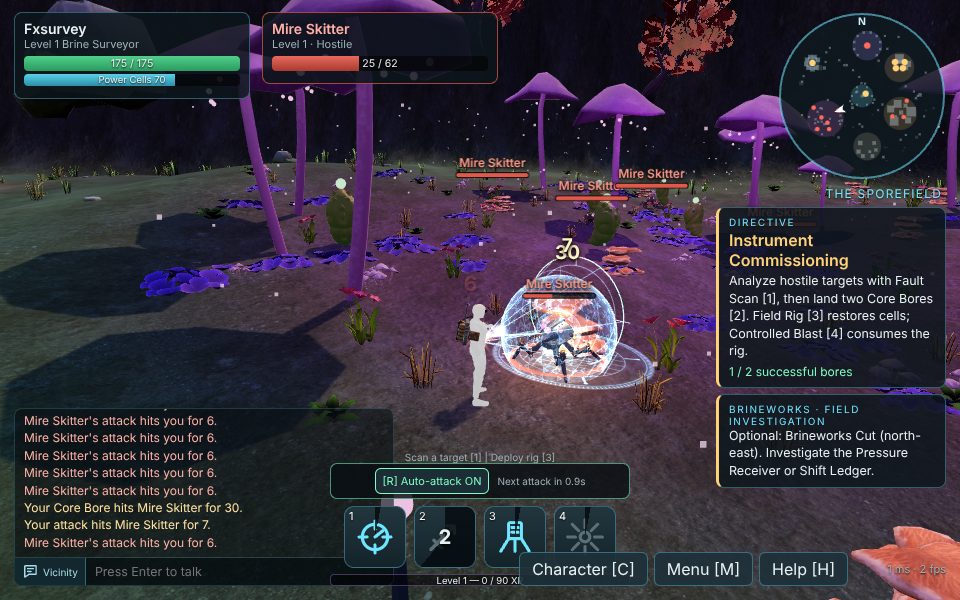 Fxsurvey
Level 1 Brine Surveyor
175 / 175
Power Cells 70
Mire Skitter
Level 1 · Hostile
25 / 62
N
THE SPOREFIELD
Mire Skitter
Mire Skitter
Mire Skitter
Mire Skitter
7
30
Mire Skitter
6
DIRECTIVE
Instrument
Commissioning
Analyze hostile targets with Fault
Scan [1], then land two Core Bores
[2]. Field Rig [3] restores cells;
Controlled Blast [4] consumes the
rig.
1 / 2 successful bores
BRINEWORKS · FIELD
INVESTIGATION
Optional: Brineworks Cut (north-
east). Investigate the Pressure
Receiver or Shift Ledger.
Mire Skitter's attack hits you for 6.
Mire Skitter's attack hits you for 6.
Mire Skitter's attack hits you for 6.
Mire Skitter's attack hits you for 6.
Mire Skitter's attack hits you for 6.
Your Core Bore hits Mire Skitter for 30.
Your attack hits Mire Skitter for 7.
Mire Skitter's attack hits you for 6.
Vicinity
Press Enter to talk
Scan a target [1] | Deploy rig [3]
[R] Auto-attack ON
Next attack in 0.9s
1
2
2
3
4
Level 1 — 0 / 90 XP
Character [C]
Menu [M]
Help [H]
1 ms · 2 fps